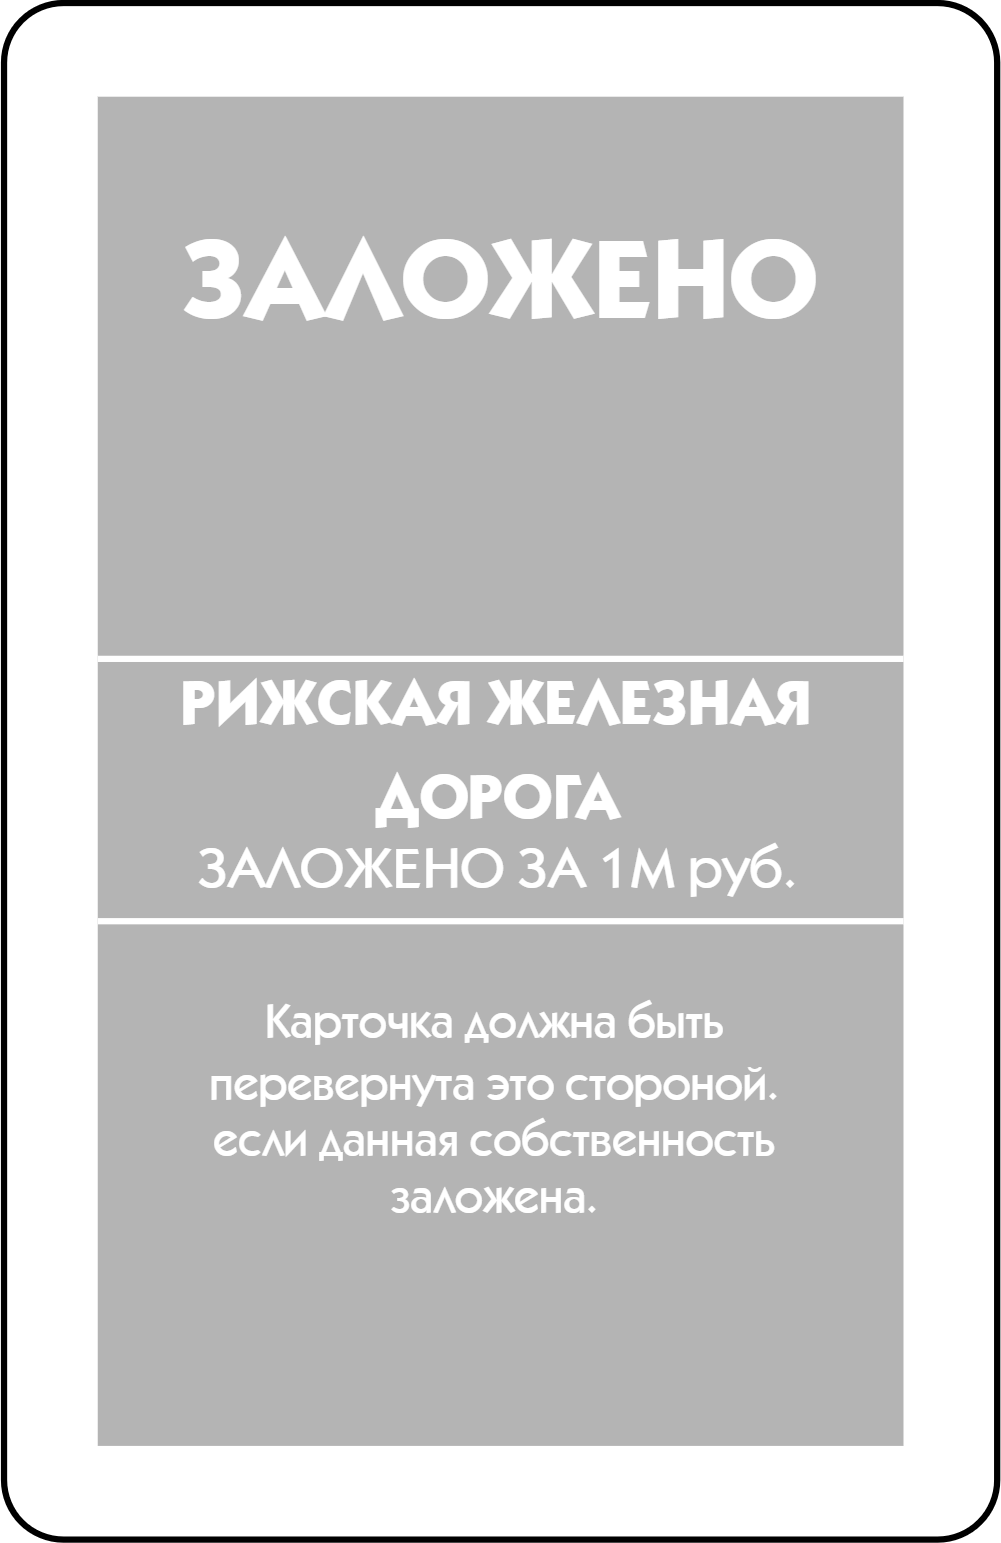 ЗАЛОЖЕНО
РИЖСКАЯ ЖЕЛЕЗНАЯ
ДОРОГА
ЗАЛОЖЕНО ЗА 1М руб.
Карточка должна быть
перевернута это стороной.
если данная собственность
заложена.